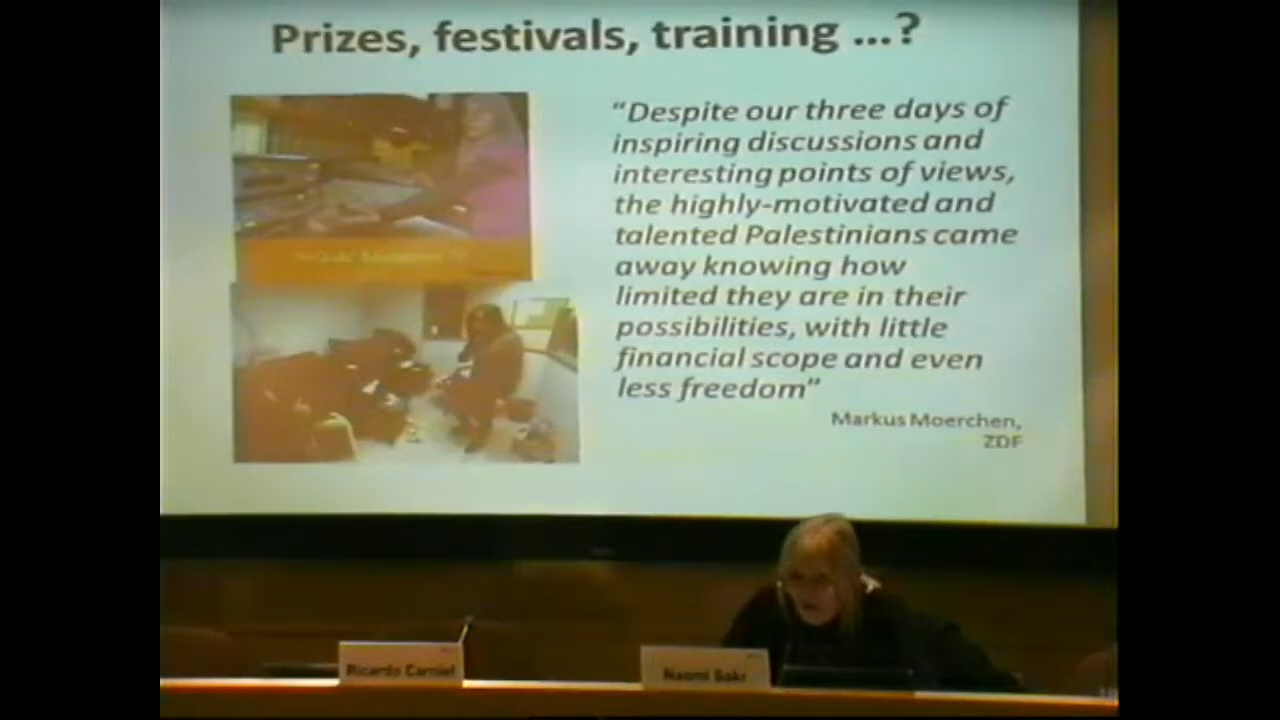 Prizes, festivals, training ...?
“Despite our three days of
inspiring discussions and
interesting points of views,
the highly-motivated and
talented Palestinians came
away knowing how
limited they are in their
possibilities, with little
financial scope and even
less freedom”
Markus Moerchen,
ZDF
Ricardo Carniel
Naomi Sakr